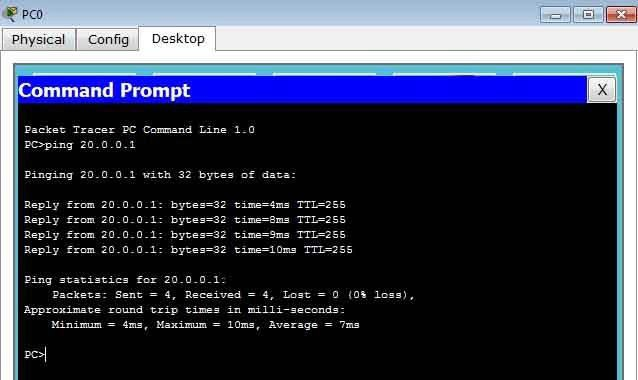 PC0
Physical Config Desktop
Command Prompt X
Packet Tracer PC Command Line 1.0
PC>ping 20.0.0.1
Pinging 20.0.0.1 with 32 bytes of data:
Reply from 20.0.0.1: bytes=32 time=4ms TTL=255
Reply from 20.0.0.1: bytes=32 time=8ms TTL=255
Reply from 20.0.0.1: bytes=32 time=9ms TTL=255
Reply from 20.0.0.1: bytes=32 time=10ms TTL=255
Ping statistics for 20.0.0.1:
Packets: Sent = 4, Received = 4, Lost = 0 (0% loss),
Approximate round trip times in milli-seconds:
Minimum = 4ms, Maximum = 10ms, Average = 7ms
PC>